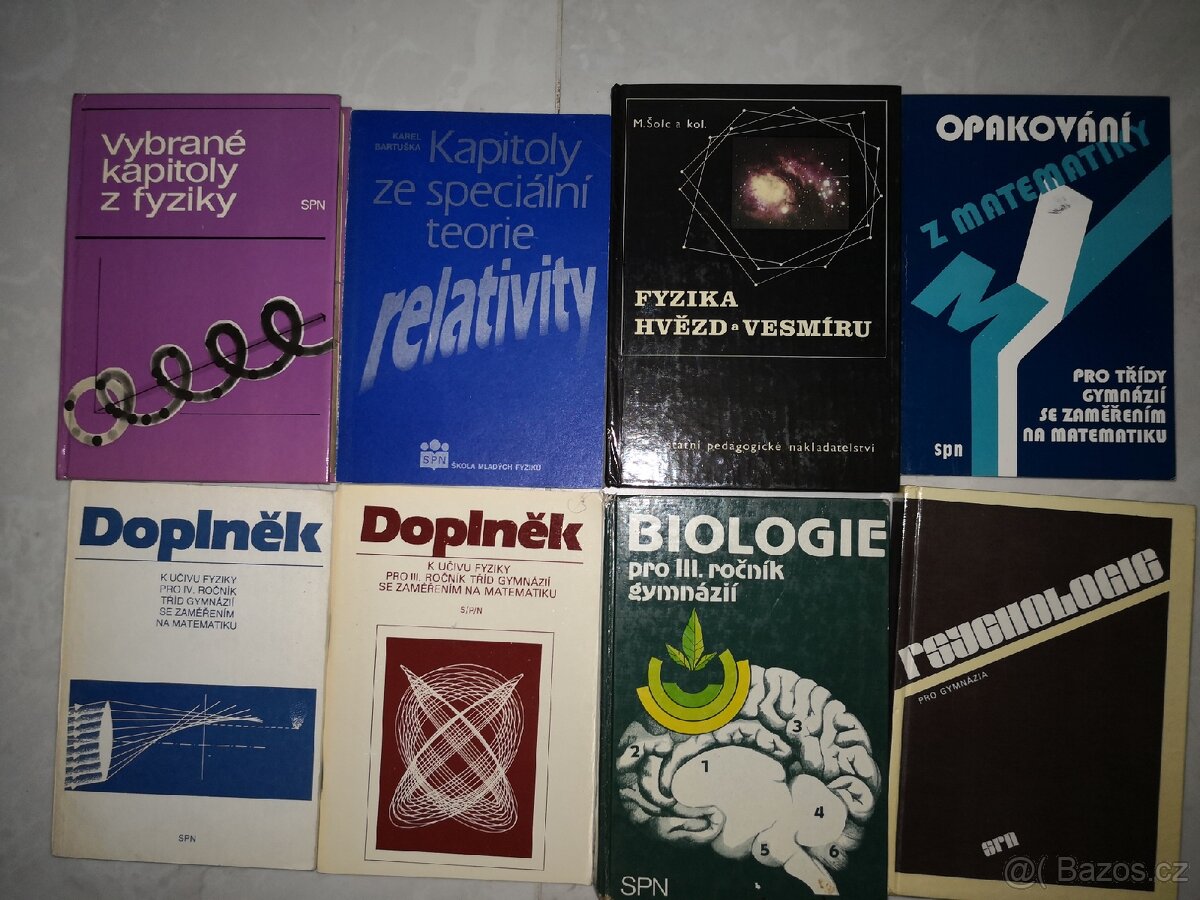 Vybrané
kapitoly
z fyziky
SPN
KAREL
BARTUŠKA
Kapitoly
ze speciální
teorie
relativity
SPN
ŠKOLA MLADÝCH FYZIKŮ
M. Šolc a kol.
FYZIKA
HVĚZD a VESMÍRU
státní pedagogické nakladatelství
OPAKOVÁNÍ
Z MATEMATIKY
M
PRO TŘÍDY
GYMNÁZIÍ
SE ZAMĚŘENÍM
NA MATEMATIKU
spn
Doplněk
K UČIVU FYZIKY
PRO IV. ROČNÍK
TŘÍD GYMNÁZIÍ
SE ZAMĚŘENÍM
NA MATEMATIKU
SPN
Doplněk
K UČIVU FYZIKY
PRO III. ROČNÍK TŘÍD GYMNÁZIÍ
SE ZAMĚŘENÍM NA MATEMATIKU
S/P/N
BIOLOGIE
pro III. ročník
gymnázií
1
2
3
4
5
6
SPN
PSYCHOLOGIE
PRO GYMNÁZIA
spn
@( Bazos.cz